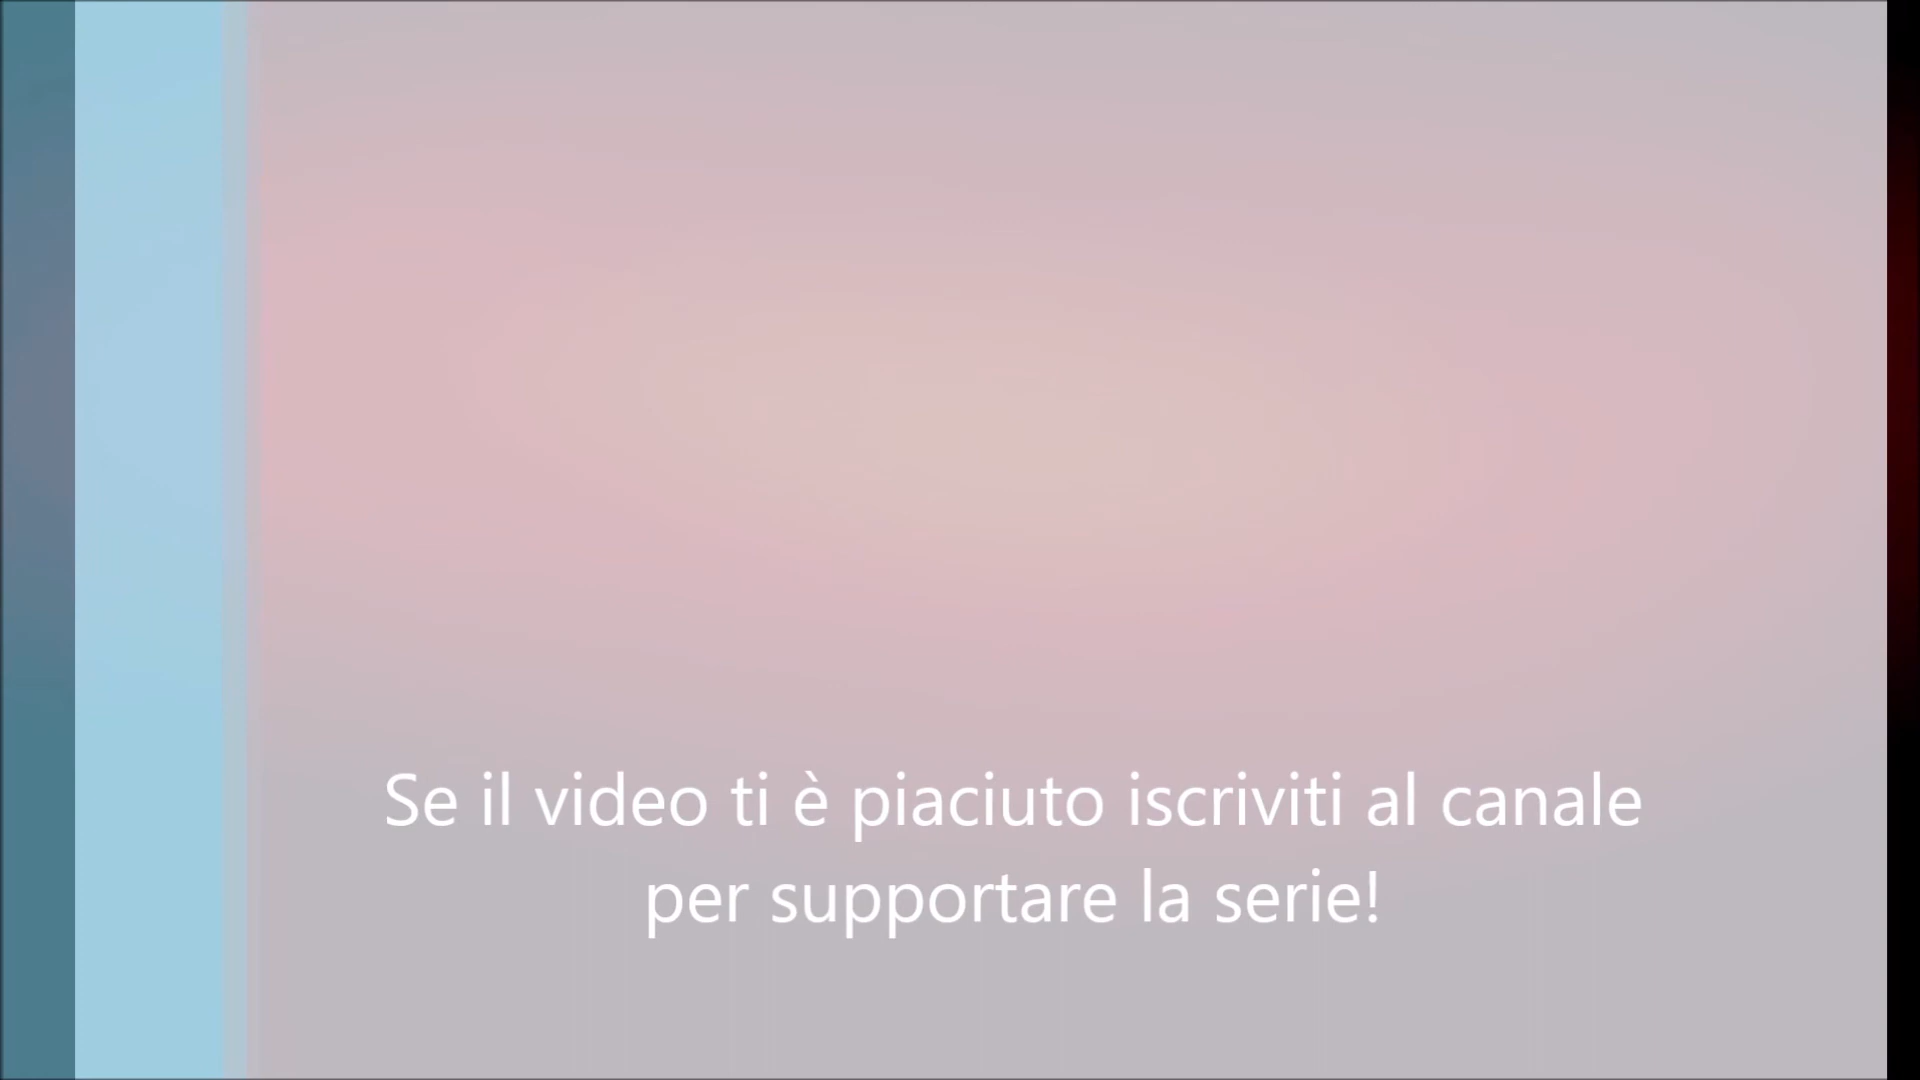 Se il video ti è piaciuto iscriviti al canale
per supportare la serie!